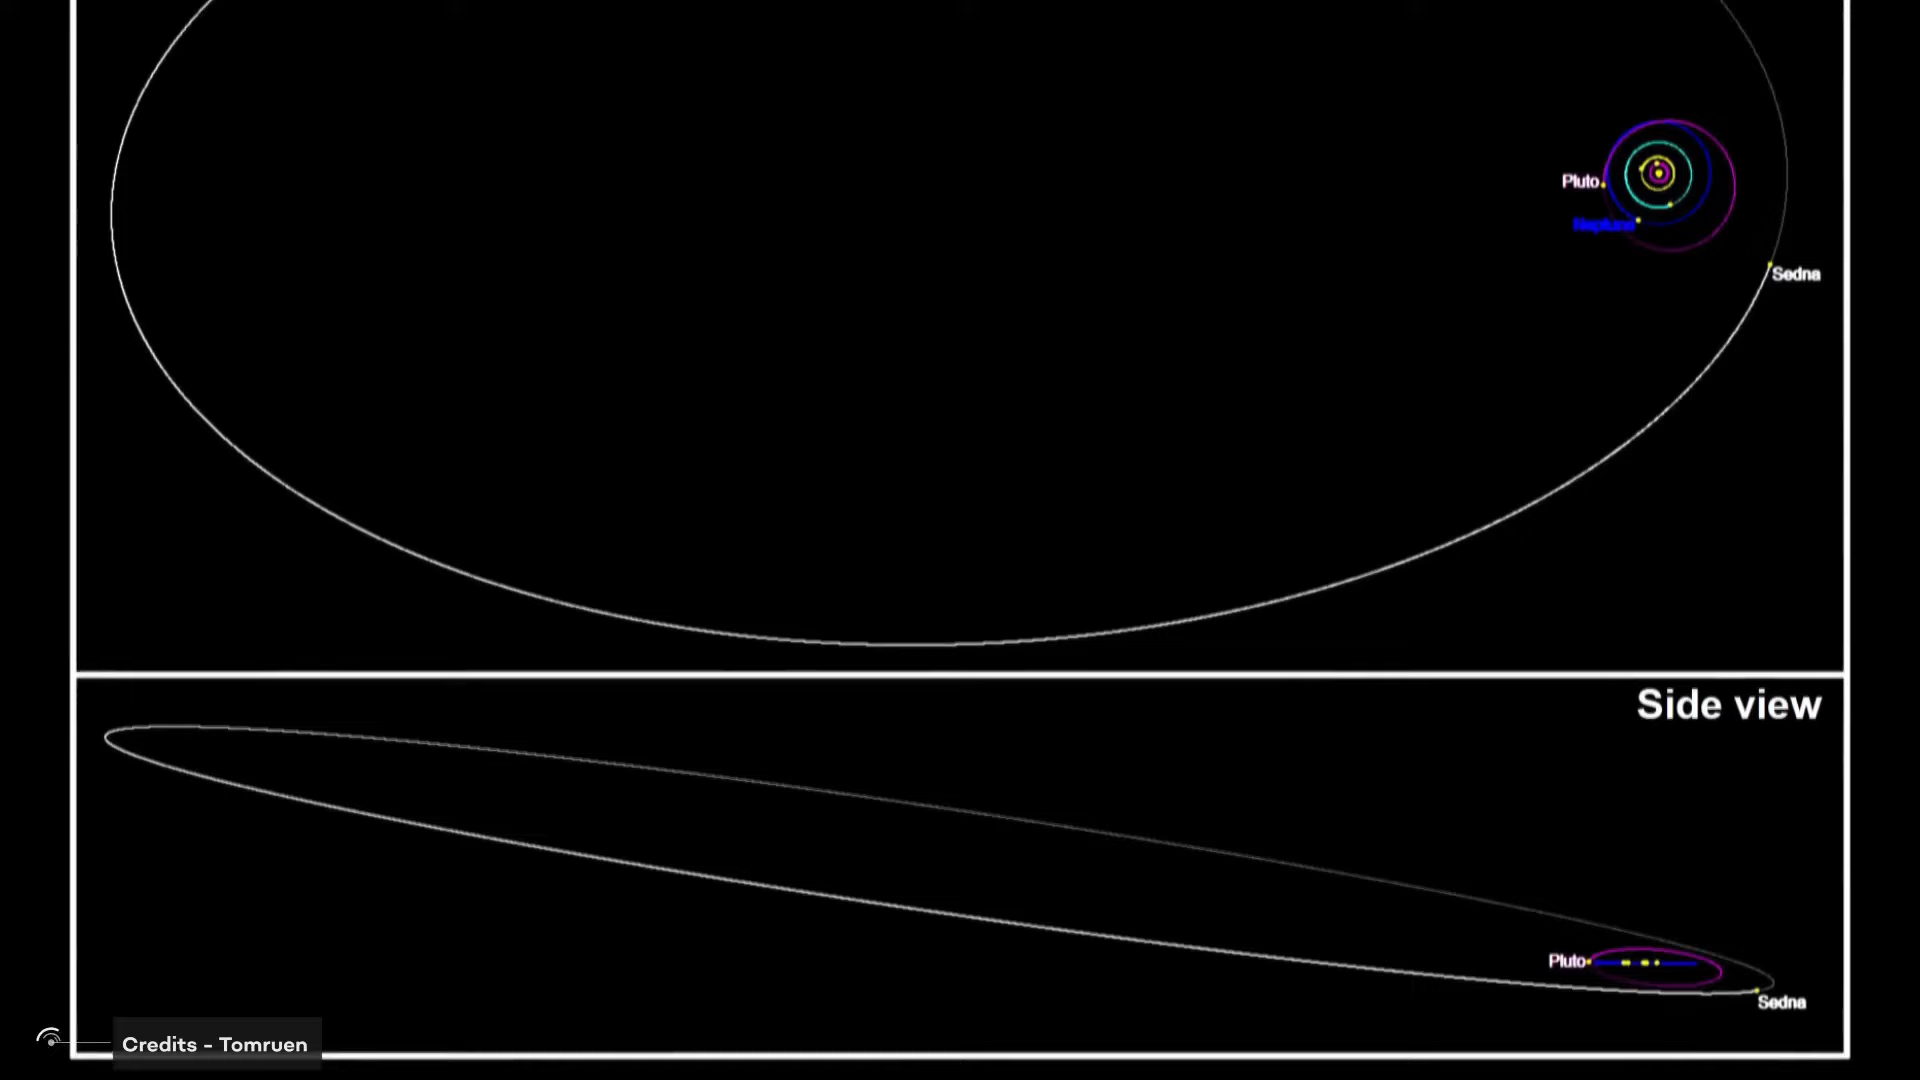 Pluto
Neptune
Sedna
Side view
Pluto
Sedna
Credits - Tomruen